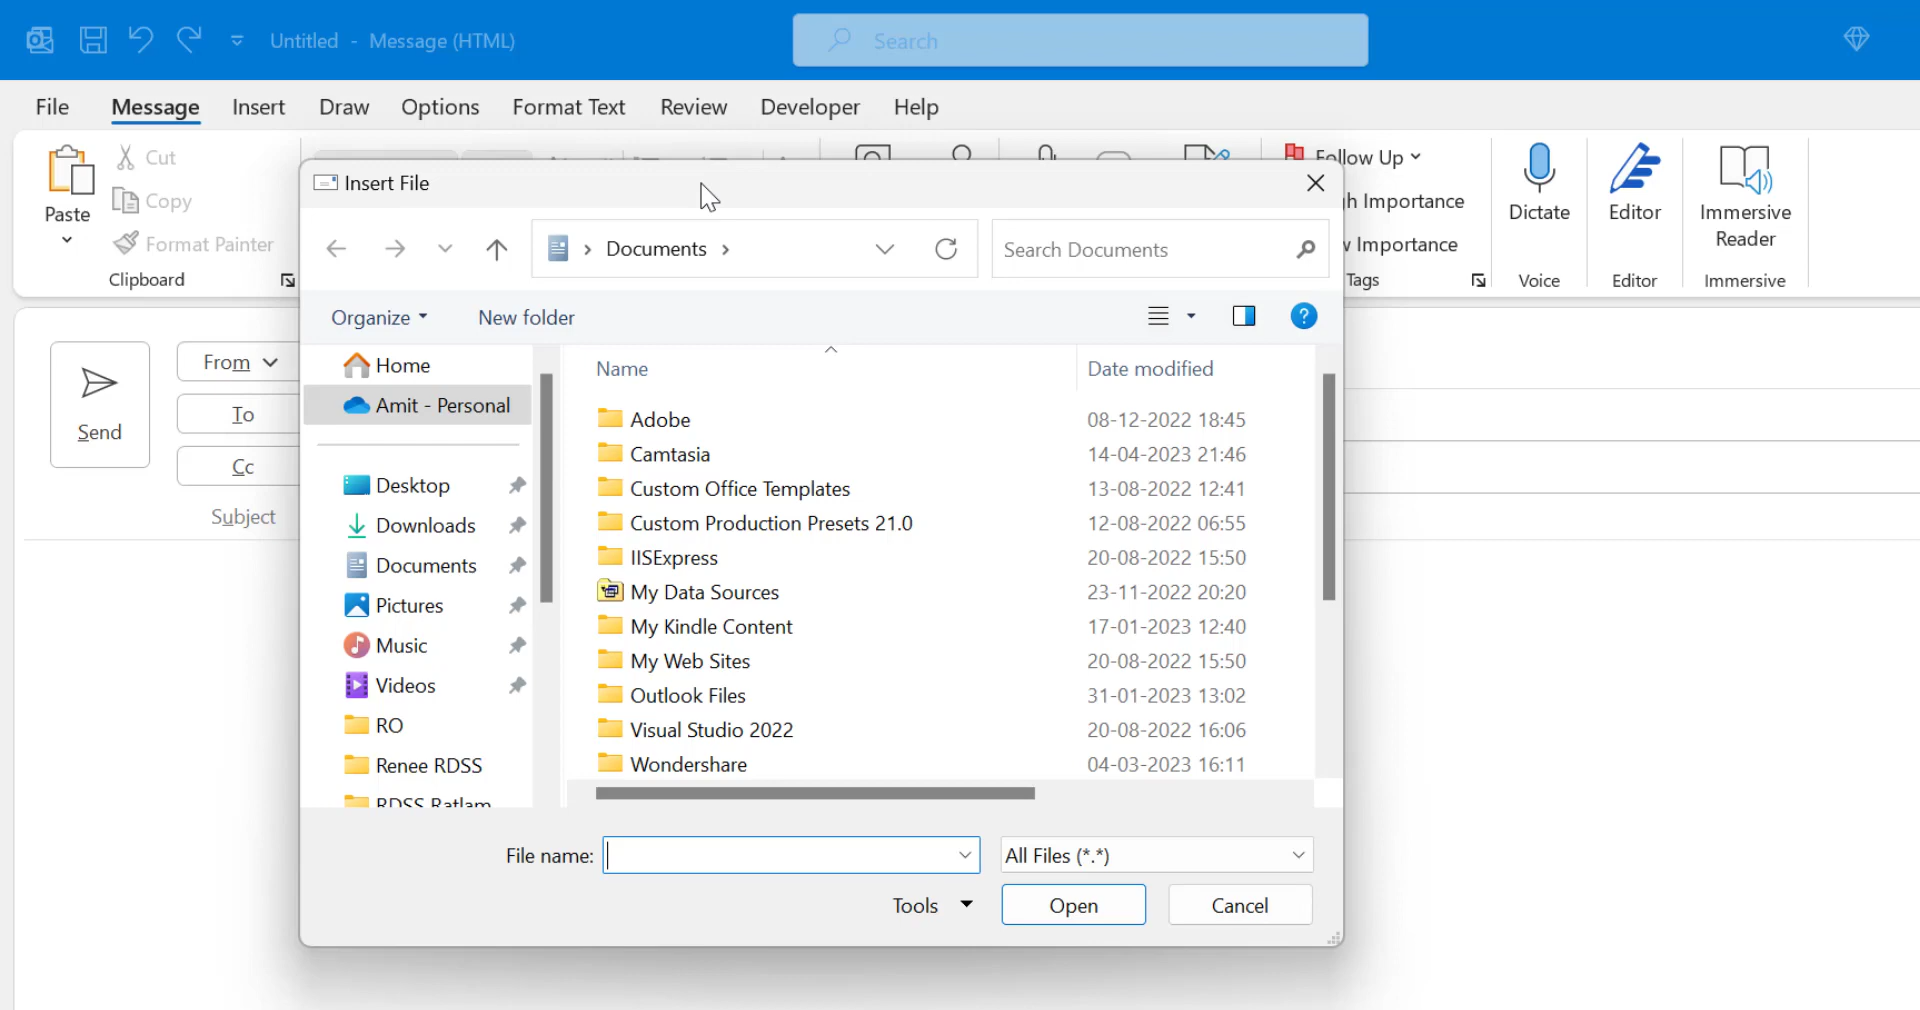 Untitled - Message (HTML)
Search
File Message Insert Draw Options Format Text Review Developer Help
Paste
Cut
Copy
Format Painter
Clipboard
Follow Up
h Importance
Importance
Tags
Dictate
Voice
Editor
Editor
Immersive
Reader
Immersive
Send
From
To
Cc
Subject
Insert File
Documents
Search Documents
Organize
New folder
Home
Amit - Personal
Desktop
Downloads
Documents
Pictures
Music
Videos
RO
Renee RDSS
RDSS Ratlam
Name Date modified
Adobe 08-12-2022 18:45
Camtasia 14-04-2023 21:46
Custom Office Templates 13-08-2022 12:41
Custom Production Presets 21.0 12-08-2022 06:55
IISExpress 20-08-2022 15:50
My Data Sources 23-11-2022 20:20
My Kindle Content 17-01-2023 12:40
My Web Sites 20-08-2022 15:50
Outlook Files 31-01-2023 13:02
Visual Studio 2022 20-08-2022 16:06
Wondershare 04-03-2023 16:11
File name:
All Files (*.*)
Tools
Open
Cancel